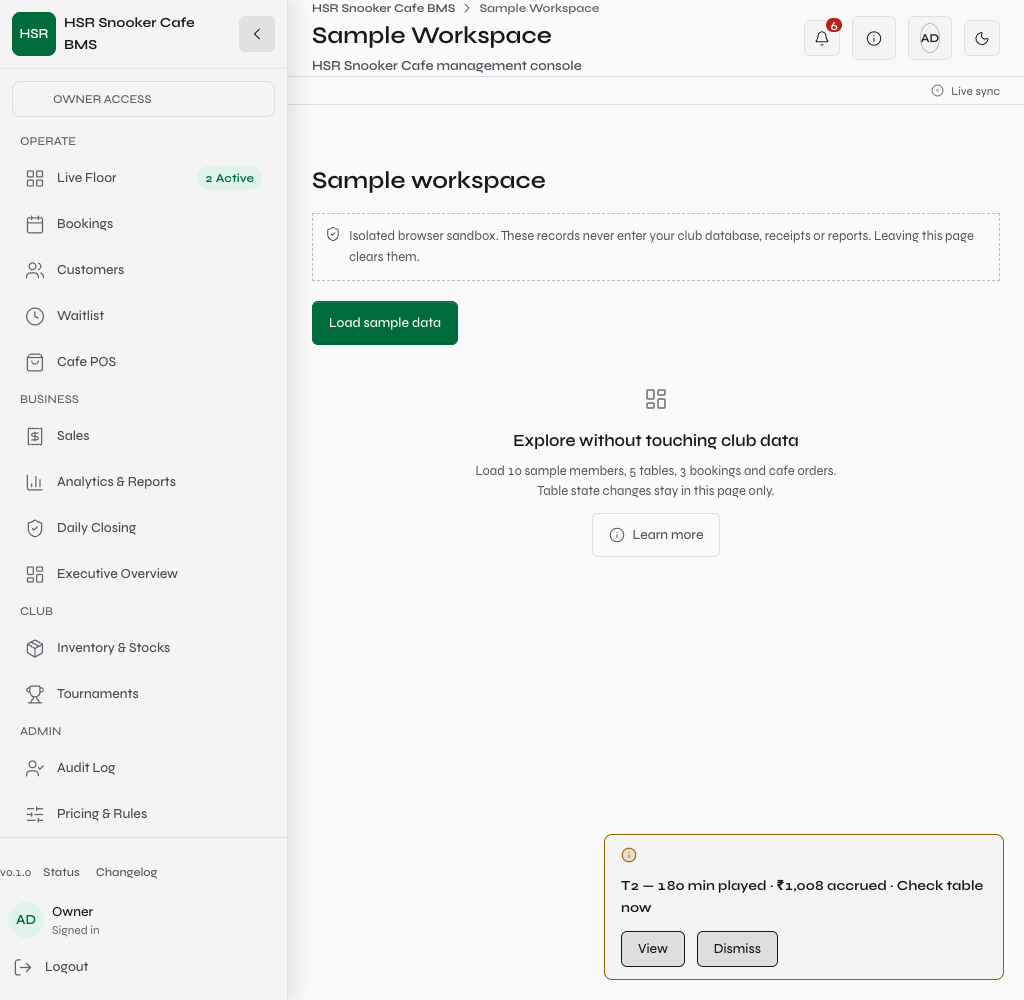 HSR
HSR Snooker Cafe
BMS
OWNER ACCESS
OPERATE
Live Floor
2 Active
Bookings
Customers
Waitlist
Cafe POS
BUSINESS
Sales
Analytics & Reports
Daily Closing
Executive Overview
CLUB
Inventory & Stocks
Tournaments
ADMIN
Audit Log
Pricing & Rules
v0.1.0 Status Changelog
AD
Owner
Signed in
Logout
HSR Snooker Cafe BMS > Sample Workspace
Sample Workspace
HSR Snooker Cafe management console
6
AD
Live sync
Sample workspace
Isolated browser sandbox. These records never enter your club database, receipts or reports. Leaving this page
clears them.
Load sample data
Explore without touching club data
Load 10 sample members, 5 tables, 3 bookings and cafe orders.
Table state changes stay in this page only.
Learn more
T2 — 180 min played · ₹1,008 accrued · Check table
now
View
Dismiss